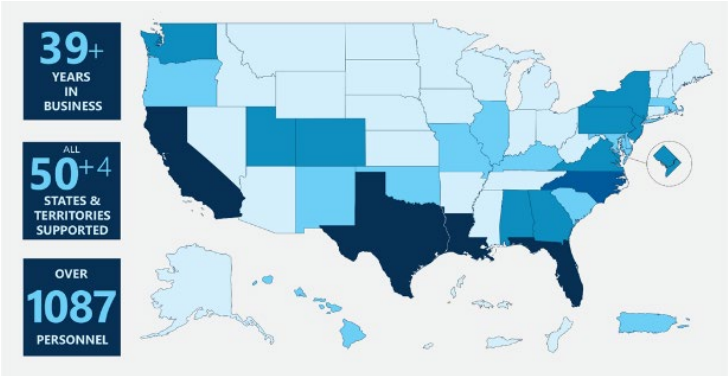 39+
YEARS
IN
BUSINESS
ALL
50+4
STATES &
TERRITORIES
SUPPORTED
OVER
1087
PERSONNEL